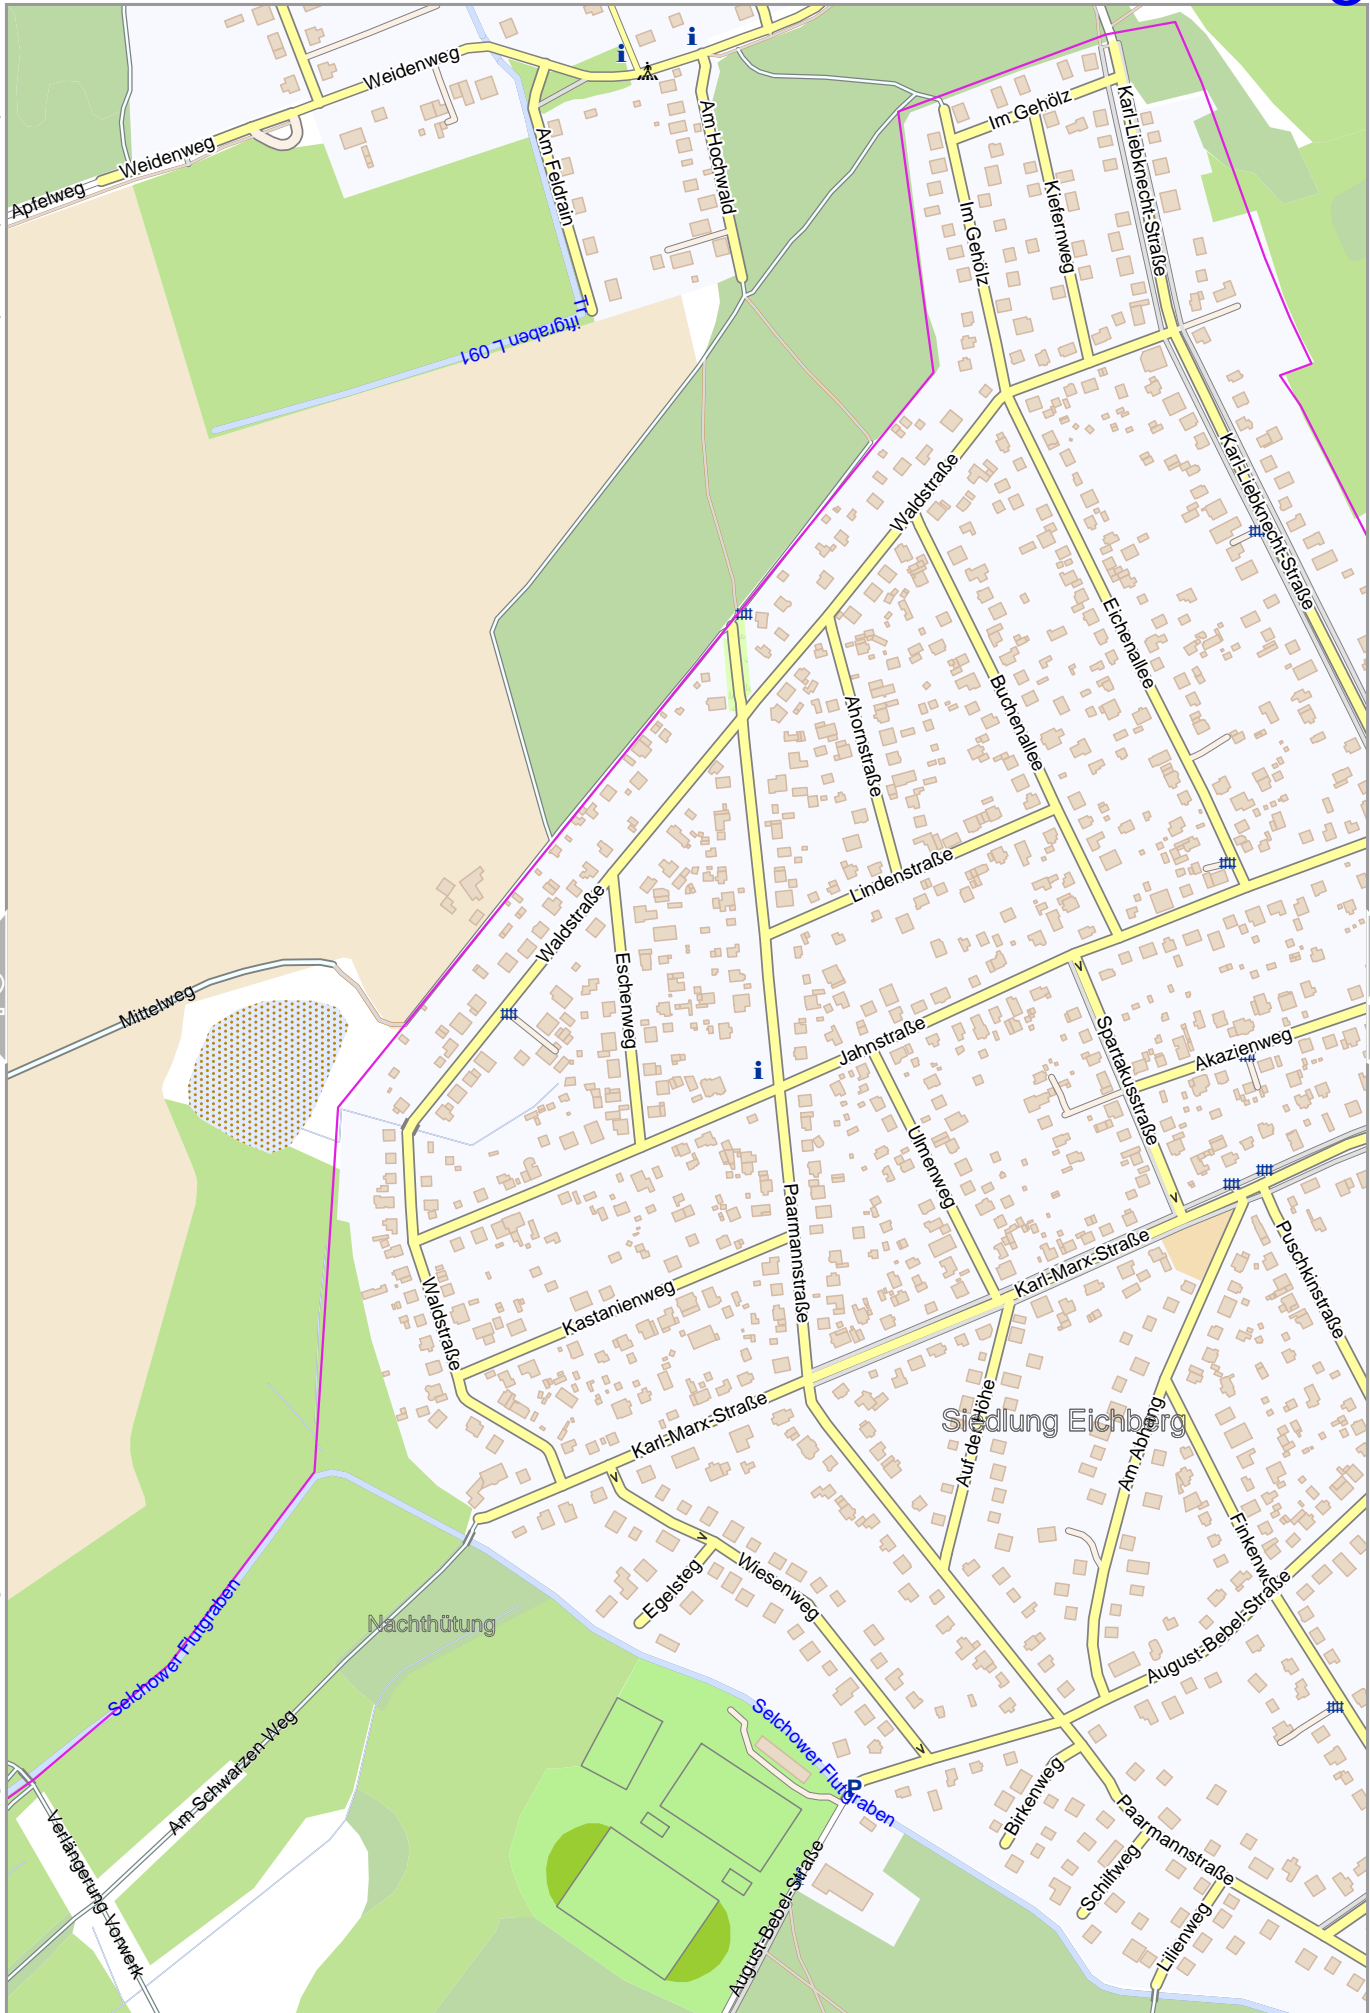 i
i
Weidenweg
Weidenweg
Apfelweg
Am Feldrain
Am Hochwald
Im Gehölz
Im Gehölz
Kiefernweg
Karl-Liebknecht-Straße
Triftgraben L 091
Waldstraße
Karl-Liebknecht-Straße
Eichenallee
Buchenallee
Ahornstraße
Lindenstraße
Waldstraße
Eschenweg
Mittelweg
Jahnstraße
i
Spartakusstraße
Akazienweg
Ulmenweg
Paarmannstraße
Karl-Marx-Straße
Puschkinstraße
Waldstraße
Kastanienweg
Karl-Marx-Straße
Auf der Höhe
Siedlung Eichberg
Am Abhang
Finkenweg
Wiesenweg
Egelsteg
Nachthütung
Selchower Flutgraben
August-Bebel-Straße
Am Schwarzen Weg
Selchower Flutgraben
P
Birkenweg
Paarmannstraße
Schilfweg
Lilienweg
Verlängerung Vorwerk
August-Bebel-Straße